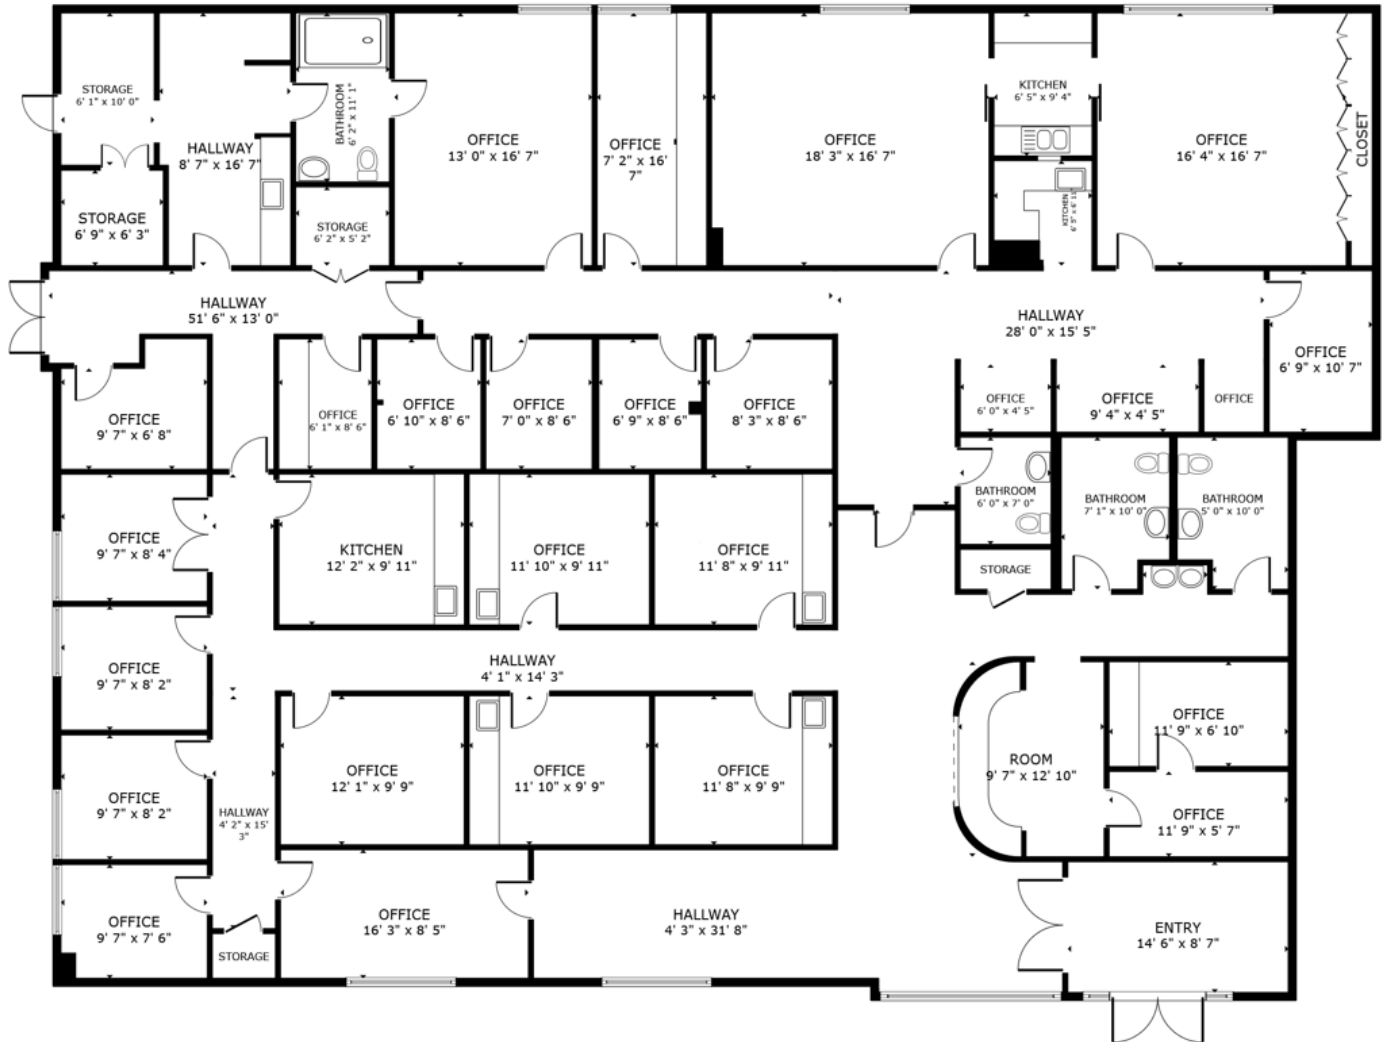 STORAGE
6' 1" x 10' 0"
HALLWAY
8' 7" x 16' 7"
BATHROOM
6' 2" x 11' 1"
OFFICE
13' 0" x 16' 7"
OFFICE
7' 2" x 16'
7"
OFFICE
18' 3" x 16' 7"
KITCHEN
6' 5" x 9' 4"
OFFICE
16' 4" x 16' 7"
CLOSET
STORAGE
6' 9" x 6' 3"
STORAGE
6' 2" x 5' 2"
KITCHEN
6' 5" x 6' 11"
HALLWAY
51' 6" x 13' 0"
HALLWAY
28' 0" x 15' 5"
OFFICE
6' 9" x 10' 7"
OFFICE
9' 7" x 6' 8"
OFFICE
6' 1" x 8' 6"
OFFICE
6' 10" x 8' 6"
OFFICE
7' 0" x 8' 6"
OFFICE
6' 9" x 8' 6"
OFFICE
8' 3" x 8' 6"
OFFICE
6' 0" x 4' 5"
OFFICE
9' 4" x 4' 5"
OFFICE
BATHROOM
6' 0" x 7' 0"
BATHROOM
7' 1" x 10' 0"
BATHROOM
5' 0" x 10' 0"
OFFICE
9' 7" x 8' 4"
KITCHEN
12' 2" x 9' 11"
OFFICE
11' 10" x 9' 11"
OFFICE
11' 8" x 9' 11"
STORAGE
OFFICE
9' 7" x 8' 2"
HALLWAY
4' 1" x 14' 3"
OFFICE
11' 9" x 6' 10"
ROOM
9' 7" x 12' 10"
OFFICE
9' 7" x 8' 2"
HALLWAY
4' 2" x 15'
3"
OFFICE
12' 1" x 9' 9"
OFFICE
11' 10" x 9' 9"
OFFICE
11' 8" x 9' 9"
OFFICE
11' 9" x 5' 7"
OFFICE
9' 7" x 7' 6"
STORAGE
OFFICE
16' 3" x 8' 5"
HALLWAY
4' 3" x 31' 8"
ENTRY
14' 6" x 8' 7"